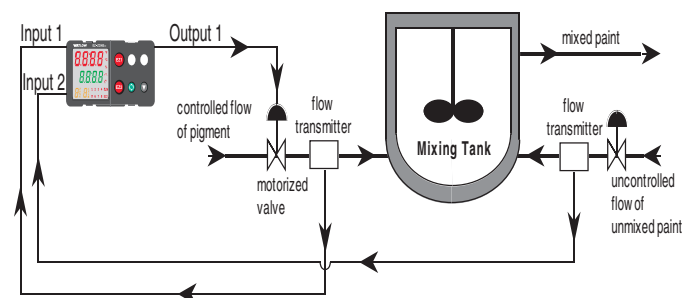 Input 1
Output 1
Input 2
mixed paint
controlled flow
of pigment
flow
transmitter
flow
transmitter
Mixing Tank
motorized
valve
uncontrolled
flow of
unmixed paint